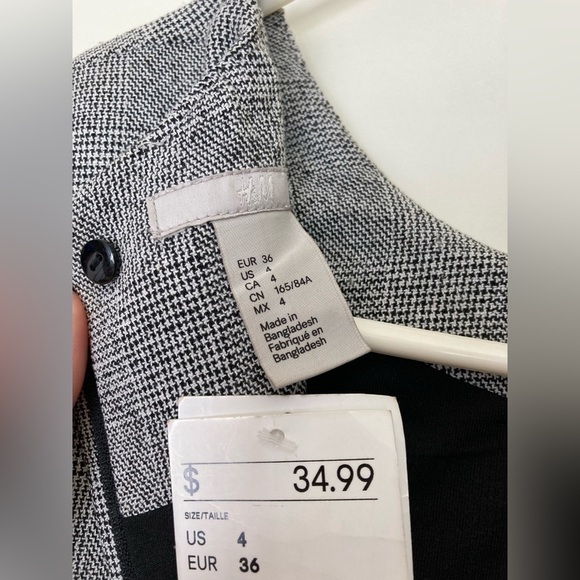 H&M
EUR 36
US 4
CA 4
CN 165/84A
MX 4
Made in
Bangladesh
Fabriqué en
Bangladesh
$ 34.99
SIZE/TAILLE
US 4
EUR 36